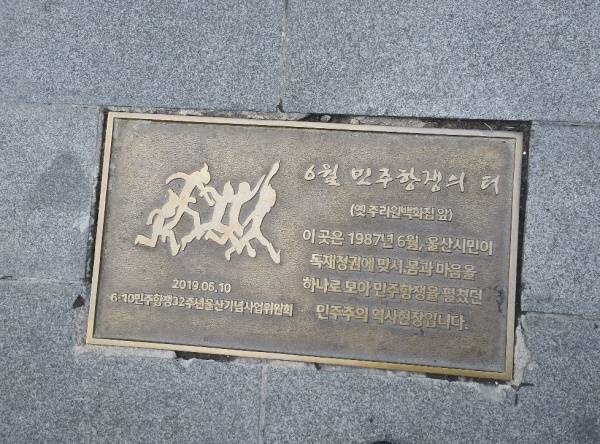 6월 민주항쟁의 터
(옛 주리원백화점 앞)
이 곳은 1987년 6월, 울산시민이
독재정권에 맞서, 몸과 마음을
하나로 모아 민주항쟁을 펼쳤던
민주주의 역사현장입니다.
2019.06.10
6·10민주항쟁32주년울산기념사업위원회